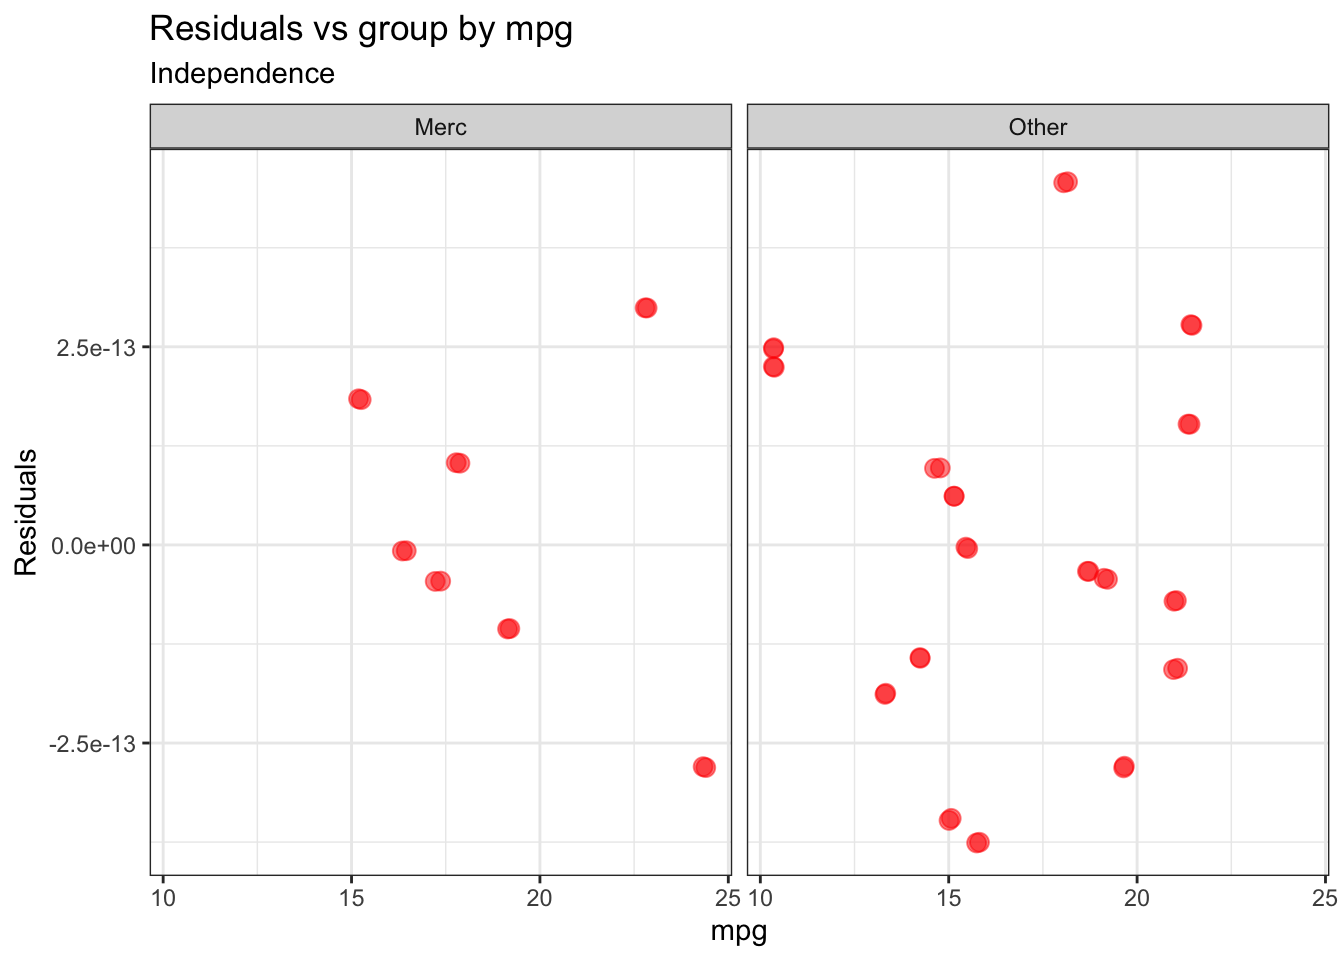 Residuals vs group by mpg
Independence
Merc
Other
Residuals
2.5e-13
0.0e+00
-2.5e-13
10 15 20 25
10 15 20 25
mpg